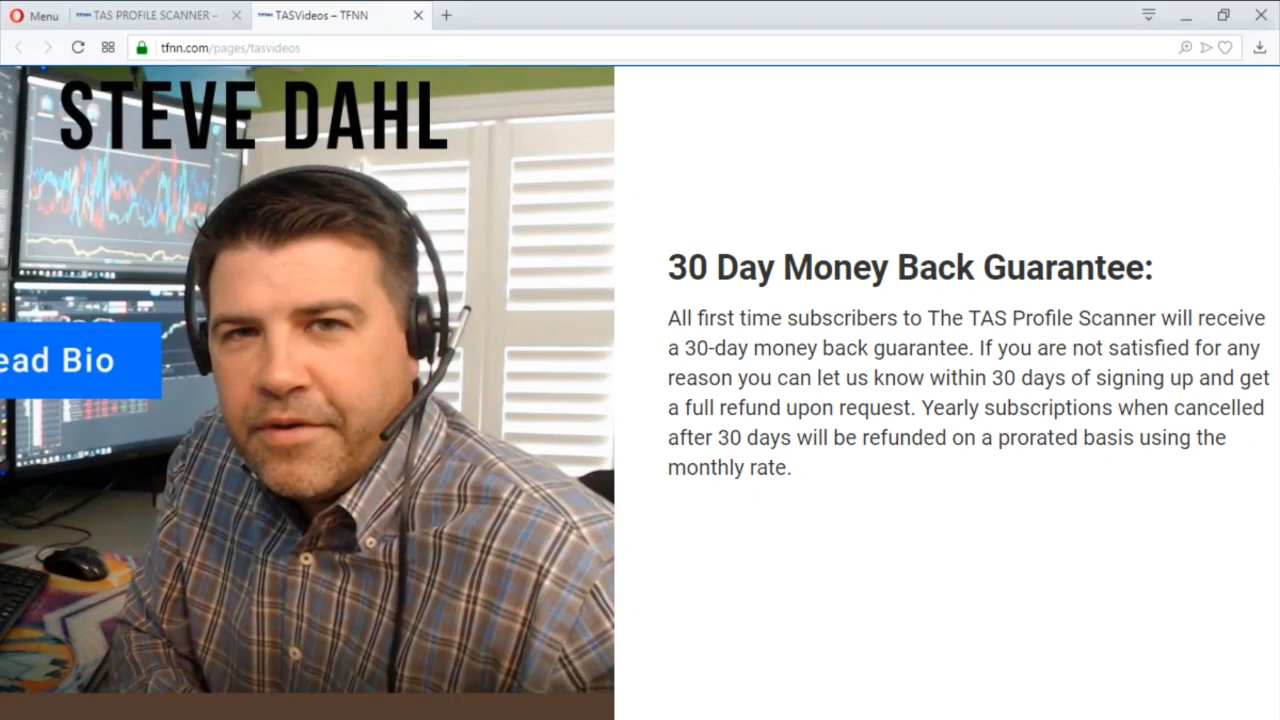 Menu
TAS PROFILE SCANNER –
TASVideos – TFNN
tfnn.com/pages/tasvideos
STEVE DAHL
ead Bio
30 Day Money Back Guarantee:
All first time subscribers to The TAS Profile Scanner will receive
a 30-day money back guarantee. If you are not satisfied for any
reason you can let us know within 30 days of signing up and get
a full refund upon request. Yearly subscriptions when cancelled
after 30 days will be refunded on a prorated basis using the
monthly rate.